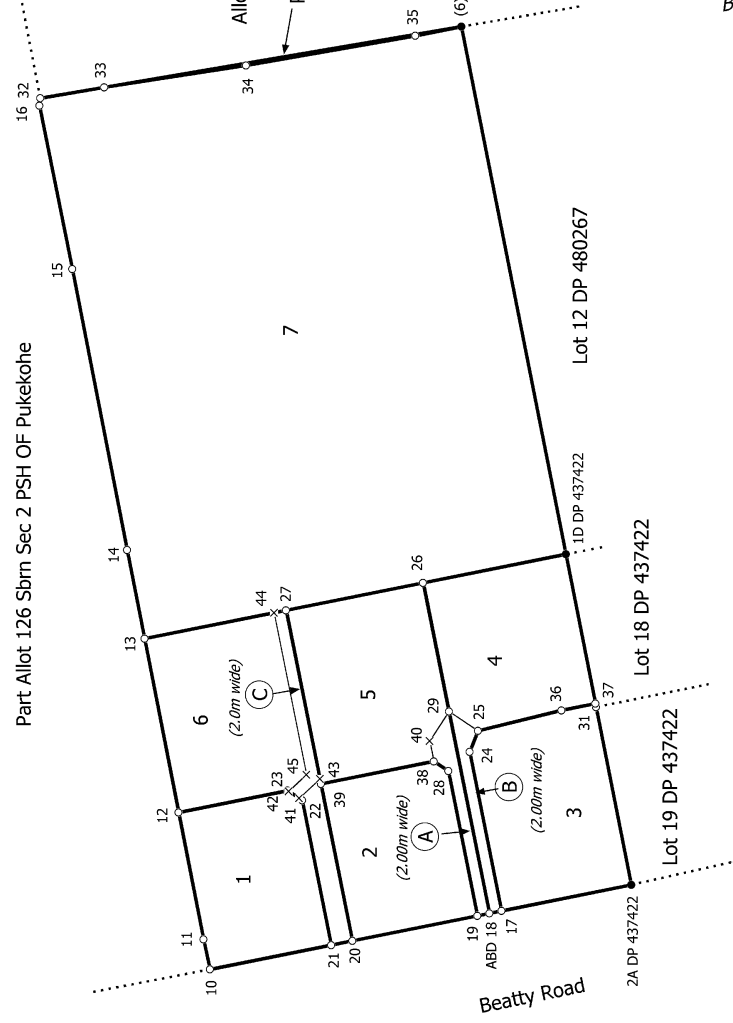 Part Allot 126 Sbrn Sec 2 PSH OF Pukekohe
16 32
33
34
35
(6)
15
14
13
12
11
10
7
Lot 12 DP 480267
1D DP 437422
44
27
26
6
(2.0m wide)
C
5
4
Lot 18 DP 437422
29
25
36
37
31
40
24
45
23
42
41
22
43
39
38
28
1
2
(2.00m wide)
A
B
(2.00m wide)
3
Lot 19 DP 437422
21
20
19
ABD 18
17
2A DP 437422
Beatty Road